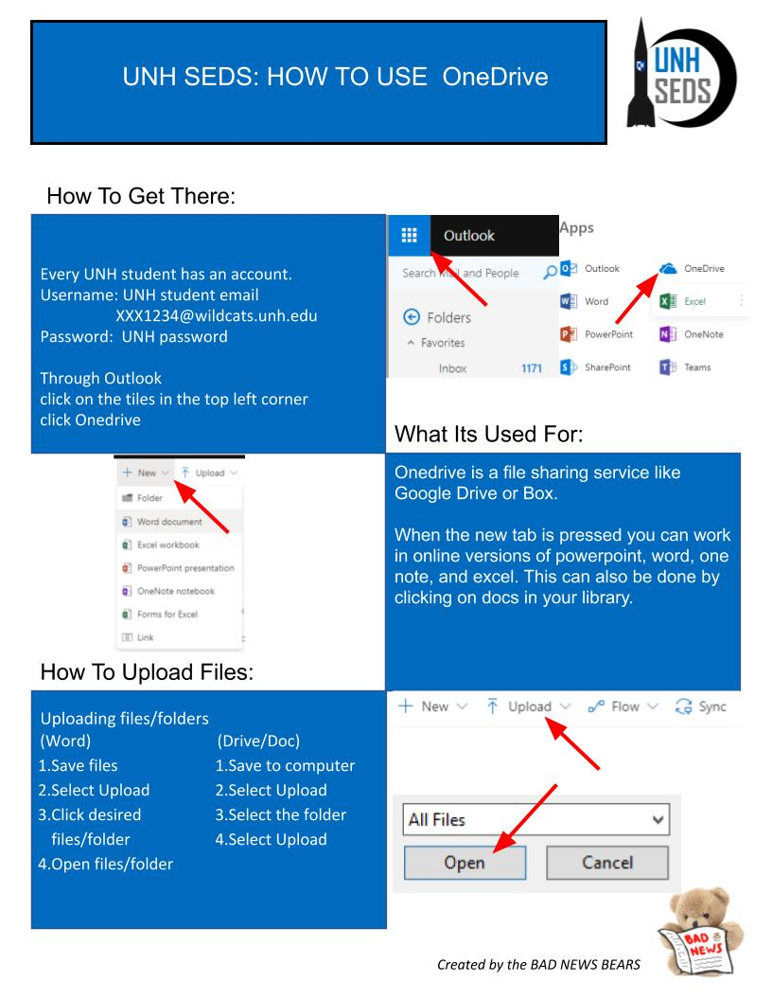 UNH SEDS: HOW TO USE  OneDrive
UNH
SEDS
How To Get There:
Every UNH student has an account.
Username: UNH student email
XXX1234@wildcats.unh.edu
Password:  UNH password
Through Outlook
click on the tiles in the top left corner
click Onedrive
Outlook
Search Mail and People
Folders
Favorites
Inbox 1171
Apps
Outlook OneDrive
Word Excel
PowerPoint OneNote
SharePoint Teams
What Its Used For:
Onedrive is a file sharing service like
Google Drive or Box.
When the new tab is pressed you can work
in online versions of powerpoint, word, one
note, and excel. This can also be done by
clicking on docs in your library.
+ New Upload
Folder
Word document
Excel workbook
PowerPoint presentation
OneNote notebook
Forms for Excel
Link
How To Upload Files:
Uploading files/folders
(Word)
1.Save files
2.Select Upload
3.Click desired
files/folder
4.Open files/folder
(Drive/Doc)
1.Save to computer
2.Select Upload
3.Select the folder
4.Select Upload
+ New Upload Flow Sync
All Files
Open Cancel
BAD
NEWS
Created by the BAD NEWS BEARS